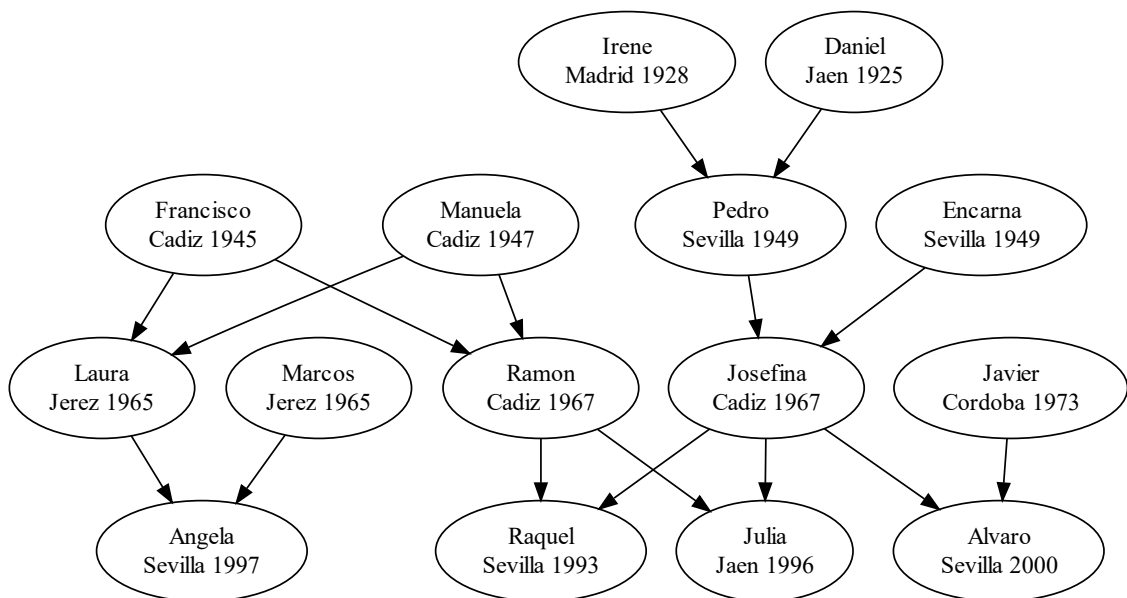 Irene
Madrid 1928
Daniel
Jaen 1925
Francisco
Cadiz 1945
Manuela
Cadiz 1947
Pedro
Sevilla 1949
Encarna
Sevilla 1949
Laura
Jerez 1965
Marcos
Jerez 1965
Ramon
Cadiz 1967
Josefina
Cadiz 1967
Javier
Cordoba 1973
Angela
Sevilla 1997
Raquel
Sevilla 1993
Julia
Jaen 1996
Alvaro
Sevilla 2000